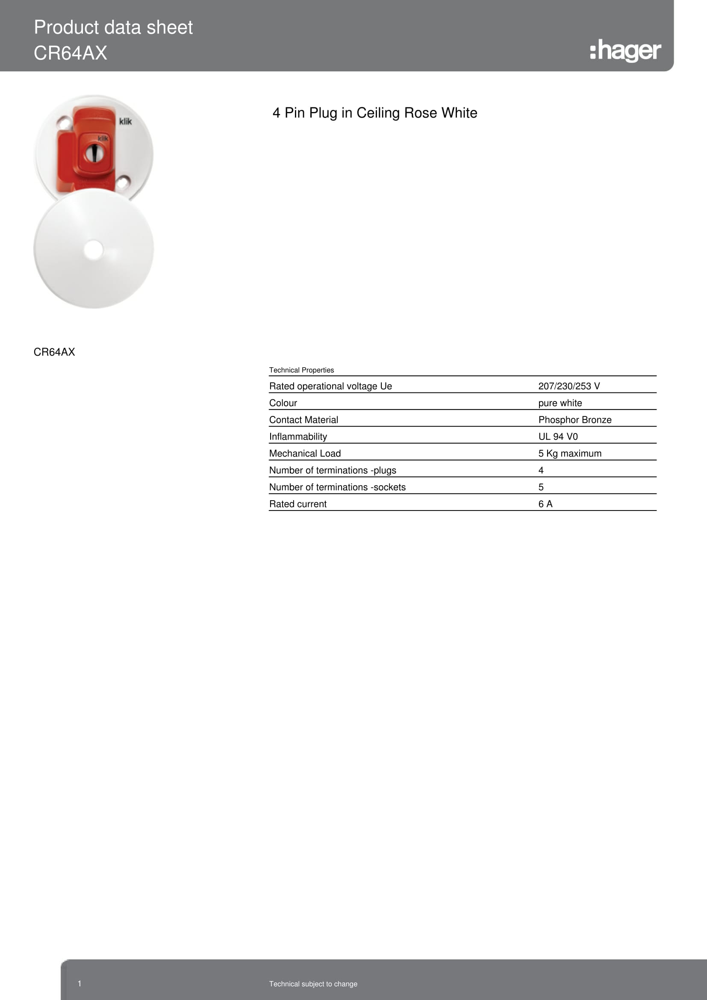 Product data sheet
CR64AX
:hager
klik
klik
4 Pin Plug in Ceiling Rose White
CR64AX
Technical Properties
Rated operational voltage Ue 207/230/253 V
Colour pure white
Contact Material Phosphor Bronze
Inflammability UL 94 V0
Mechanical Load 5 Kg maximum
Number of terminations -plugs 4
Number of terminations -sockets 5
Rated current 6 A
1 Technical subject to change